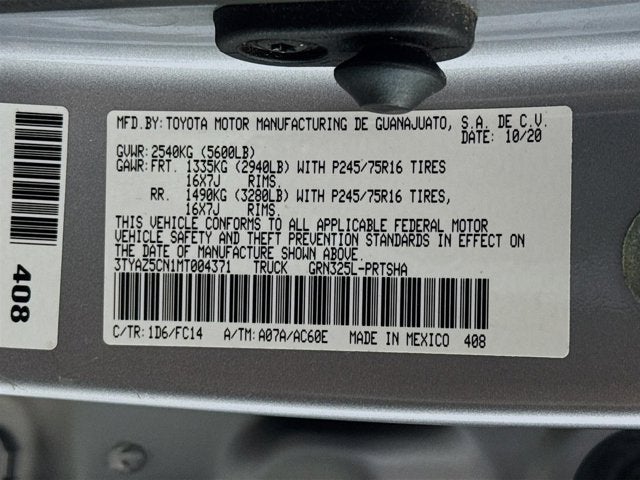 MFD.BY: TOYOTA MOTOR MANUFACTURING DE GUANAJUATO, S.A. DE C.V.
DATE: 10/20
GVWR: 2540KG (5600LB)
GAWR: FRT. 1335KG (2940LB) WITH P245/75R16 TIRES
16X7J RIMS.
RR. 1490KG (3280LB) WITH P245/75R16 TIRES,
16X7J RIMS.
THIS VEHICLE CONFORMS TO ALL APPLICABLE FEDERAL MOTOR
VEHICLE SAFETY AND THEFT PREVENTION STANDARDS IN EFFECT ON
THE DATE OF MANUFACTURE SHOWN ABOVE.
3TYAZ5CN1MT004371 TRUCK GRN325L-PRTSHA
C/TR: 1D6/FC14 A/TM: A07A/AC60E MADE IN MEXICO 408
408